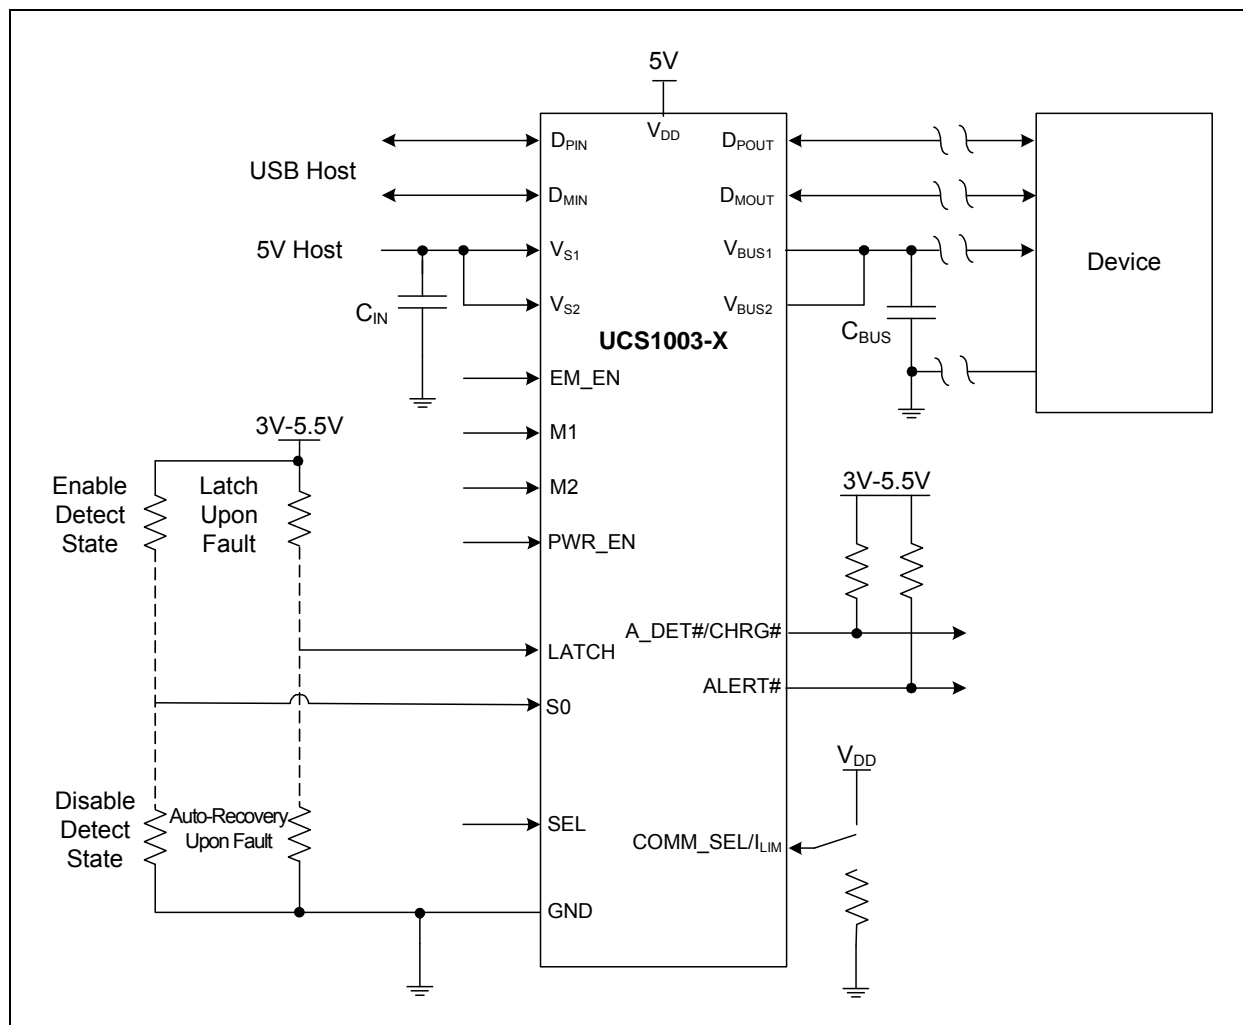 5V
V_DD
D_PIN
D_POUT
USB Host
D_MIN
D_MOUT
5V Host
V_S1
V_BUS1
Device
C_IN
V_S2
V_BUS2
C_BUS
UCS1003-X
EM_EN
3V-5.5V
M1
Enable
Detect
State
Latch
Upon
Fault
M2
3V-5.5V
PWR_EN
A_DET#/CHRG#
LATCH
ALERT#
S0
V_DD
Disable
Detect
State
Auto-Recovery
Upon Fault
SEL
COMM_SEL/I_LIM
GND